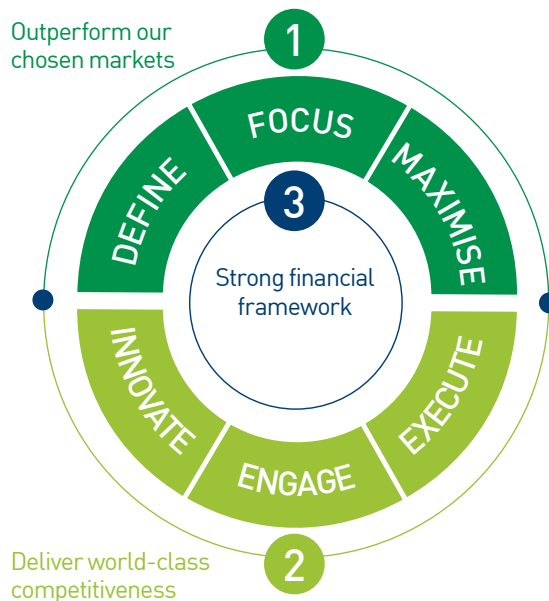 Outperform our
chosen markets
1
DEFINE
FOCUS
MAXIMISE
3
Strong financial
framework
INNOVATE
ENGAGE
EXECUTE
Deliver world-class
competitiveness
2